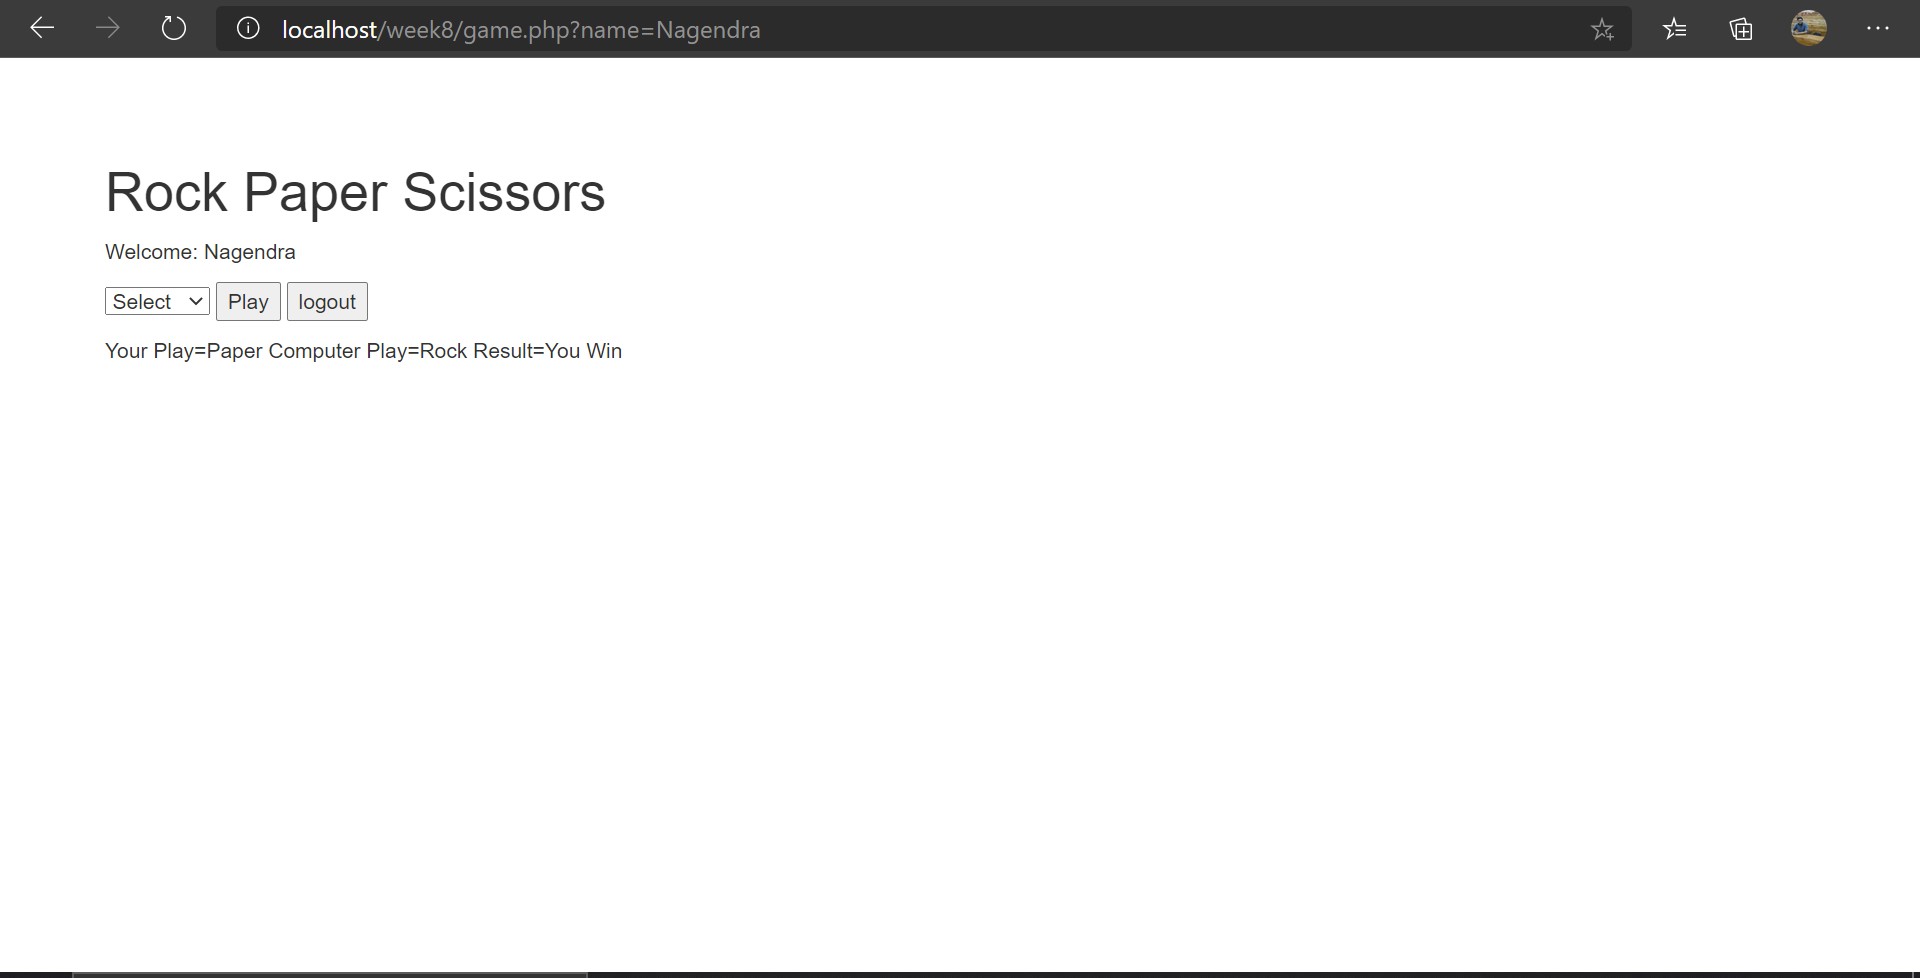 localhost/week8/game.php?name=Nagendra
Rock Paper Scissors
Welcome: Nagendra
Select Play logout
Your Play=Paper Computer Play=Rock Result=You Win